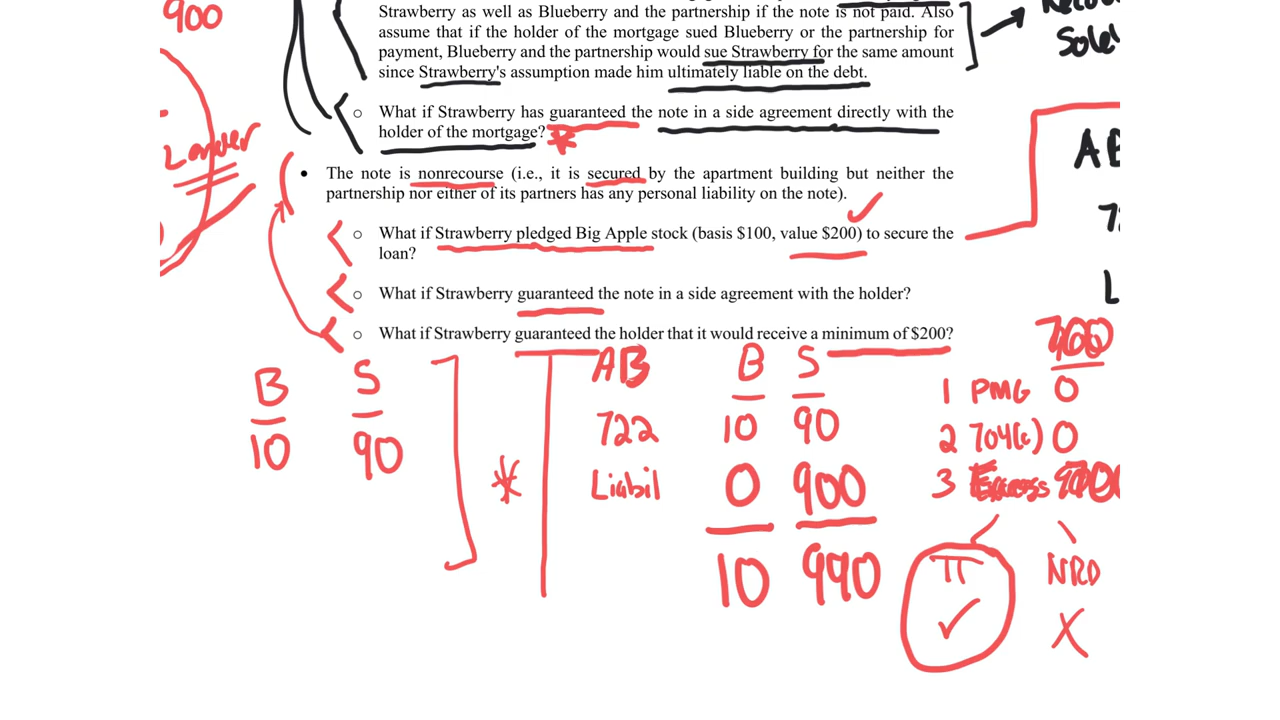 900
Strawberry as well as Blueberry and the partnership if the note is not paid. Also
assume that if the holder of the mortgage sued Blueberry or the partnership for
payment, Blueberry and the partnership would sue Strawberry for the same amount
since Strawberry's assumption made him ultimately liable on the debt.
○ What if Strawberry has guaranteed the note in a side agreement directly with the
holder of the mortgage?
• The note is nonrecourse (i.e., it is secured by the apartment building but neither the
partnership nor either of its partners has any personal liability on the note).
○ What if Strawberry pledged Big Apple stock (basis $100, value $200) to secure the
loan?
○ What if Strawberry guaranteed the note in a side agreement with the holder?
○ What if Strawberry guaranteed the holder that it would receive a minimum of $200?
B S
10 90
AB B S
722 10 90
Liabil 0 900
10 990
700
1 PMG 0
2 704(c) 0
3 Excess
π NRD
✓ X